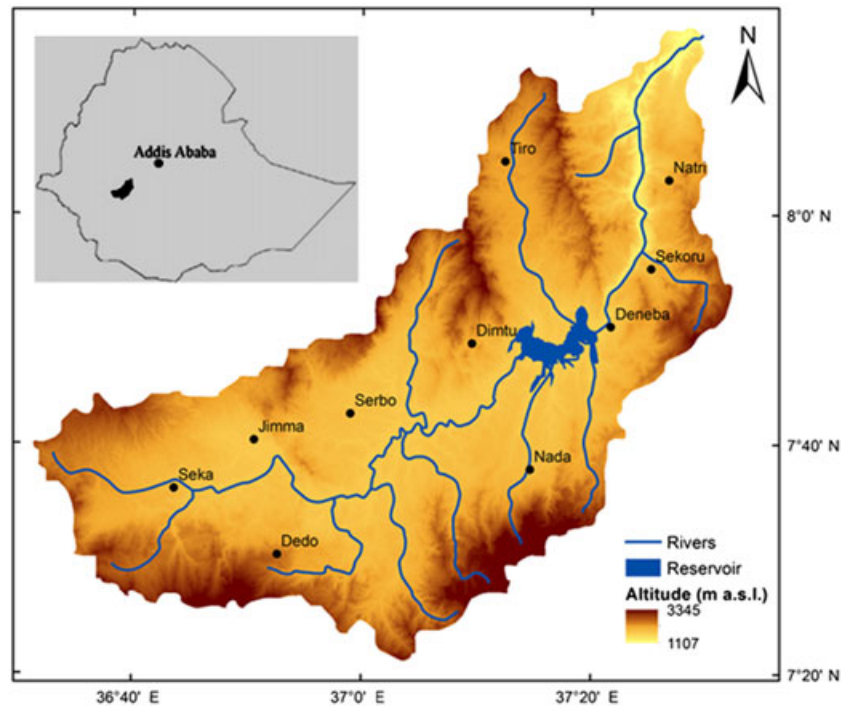 Addis Ababa
N
Tiro
Natri
8°0' N
Sekoru
Deneba
Dimtu
Serbo
Jimma
7°40' N
Nada
Seka
Dedo
Rivers
Reservoir
Altitude (m a.s.l.)
3345
1107
7°20' N
36°40' E
37°0' E
37°20' E